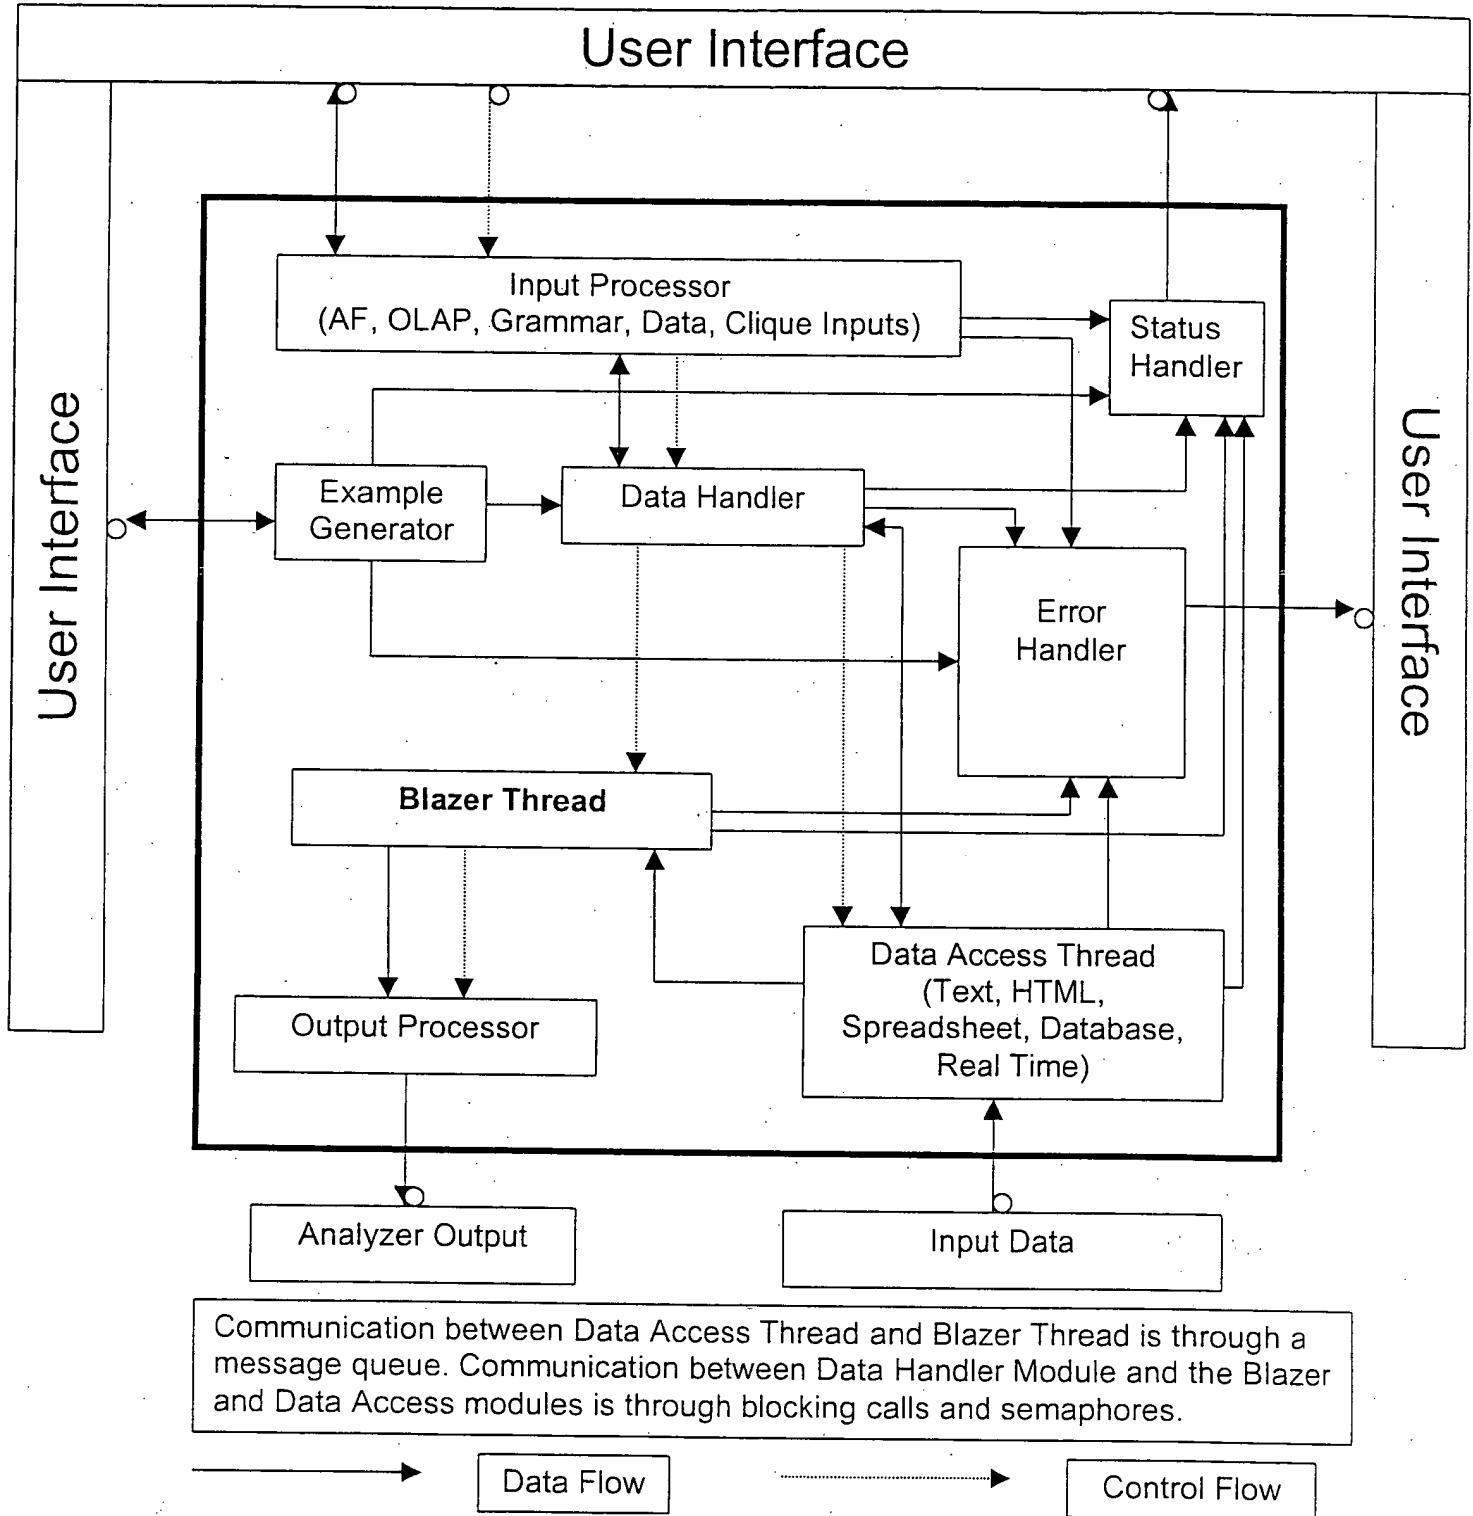 User Interface
User Interface
User Interface
Input Processor
(AF, OLAP, Grammar, Data, Clique Inputs)
Status
Handler
Example
Generator
Data Handler
Error
Handler
Blazer Thread
Data Access Thread
(Text, HTML,
Spreadsheet, Database,
Real Time)
Output Processor
Analyzer Output
Input Data
Communication between Data Access Thread and Blazer Thread is through a
message queue. Communication between Data Handler Module and the Blazer
and Data Access modules is through blocking calls and semaphores.
Data Flow
Control Flow